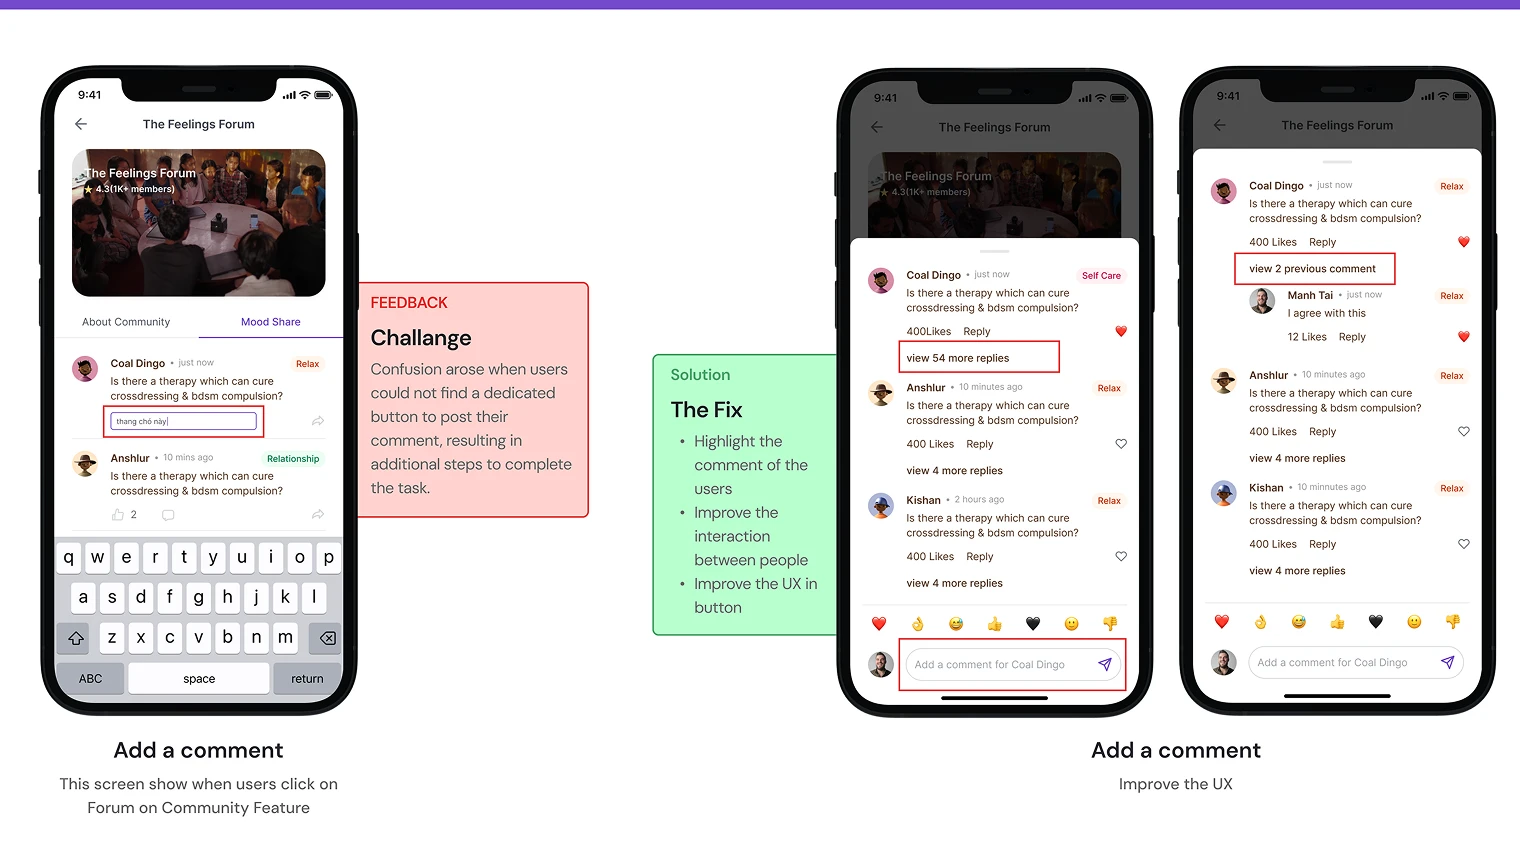 9:41
The Feelings Forum
The Feelings Forum
4.3(1K+ members)
About Community
Mood Share
Coal Dingo • just now
Relax
Is there a therapy which can cure
crossdressing & bdsm compulsion?
thang chó này
Anshlur • 10 mins ago
Relationship
Is there a therapy which can cure
crossdressing & bdsm compulsion?
2
q w e r t y u i o p
a s d f g h j k l
z x c v b n m
ABC
space
return
Add a comment
This screen show when users click on
Forum on Community Feature
FEEDBACK
Challange
Confusion arose when users
could not find a dedicated
button to post their
comment, resulting in
additional steps to complete
the task.
Solution
The Fix
• Highlight the
comment of the
users
• Improve the
interaction
between people
• Improve the UX in
button
9:41
The Feelings Forum
The Feelings Forum
4.3(1K+ members)
Coal Dingo • just now
Self Care
Is there a therapy which can cure
crossdressing & bdsm compulsion?
400Likes Reply
view 54 more replies
Anshlur • 10 minutes ago
Relax
Is there a therapy which can cure
crossdressing & bdsm compulsion?
400 Likes Reply
view 4 more replies
Kishan • 2 hours ago
Relax
Is there a therapy which can cure
crossdressing & bdsm compulsion?
400 Likes Reply
view 4 more replies
Add a comment for Coal Dingo
9:41
The Feelings Forum
Coal Dingo • just now
Relax
Is there a therapy which can cure
crossdressing & bdsm compulsion?
400 Likes Reply
view 2 previous comment
Manh Tai • just now
Relax
I agree with this
12 Likes Reply
Anshlur • 10 minutes ago
Relax
Is there a therapy which can cure
crossdressing & bdsm compulsion?
400 Likes Reply
view 4 more replies
Kishan • 10 minnutes ago
Relax
Is there a therapy which can cure
crossdressing & bdsm compulsion?
400 Likes Reply
view 4 more replies
Add a comment for Coal Dingo
Add a comment
Improve the UX